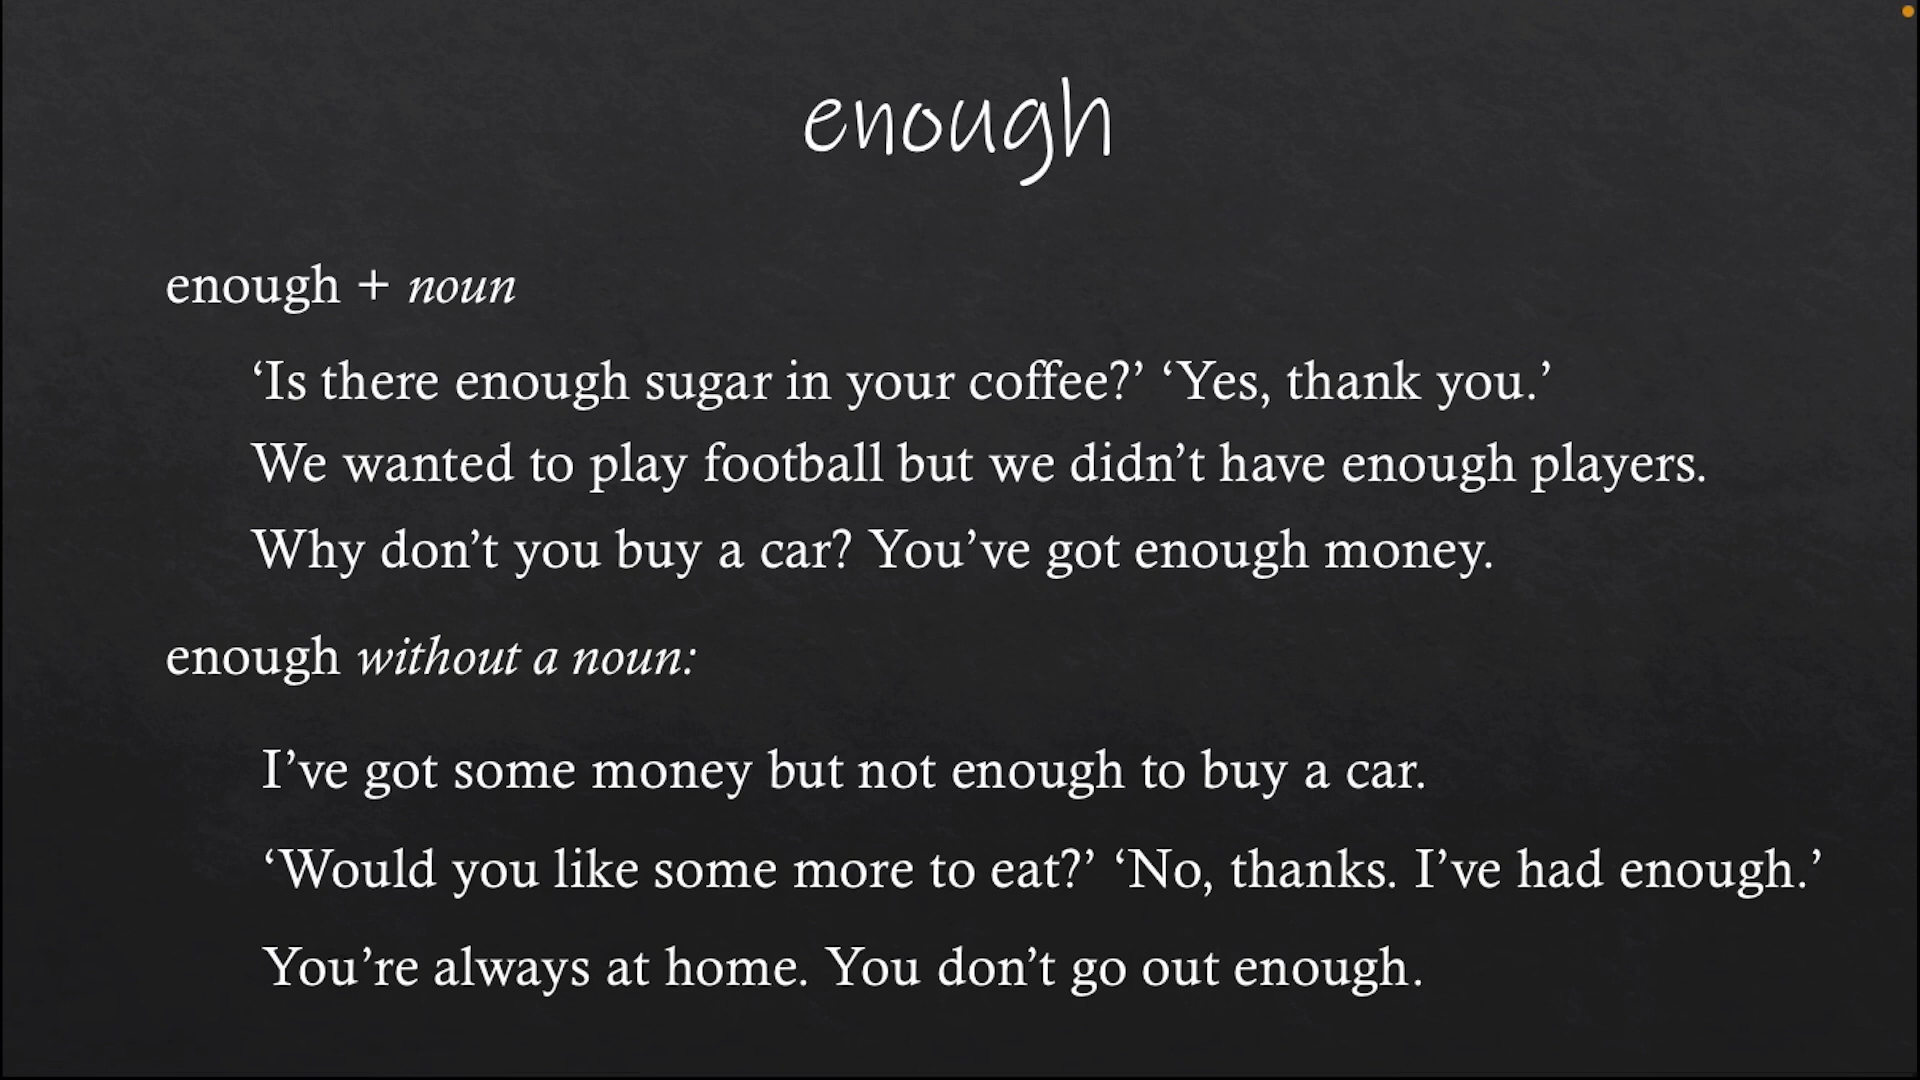 enough
enough + noun
‘Is there enough sugar in your coffee?’ ‘Yes, thank you.’
We wanted to play football but we didn’t have enough players.
Why don’t you buy a car? You’ve got enough money.
enough without a noun:
I’ve got some money but not enough to buy a car.
‘Would you like some more to eat?’ ‘No, thanks. I’ve had enough.’
You’re always at home. You don’t go out enough.